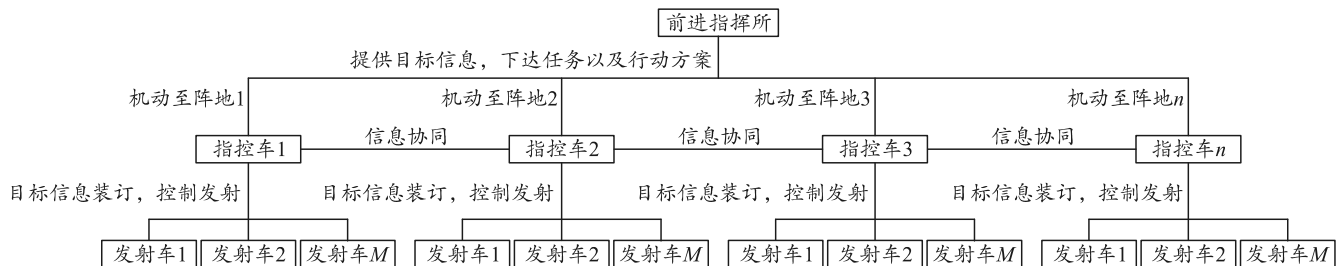 前进指挥所
提供目标信息，下达任务以及行动方案
机动至阵地1 机动至阵地2 机动至阵地3 机动至阵地n
指控车1 信息协同 指控车2 信息协同 指控车3 信息协同 指控车n
目标信息装订，控制发射 目标信息装订，控制发射 目标信息装订，控制发射 目标信息装订，控制发射
发射车1 发射车2 发射车M 发射车1 发射车2 发射车M 发射车1 发射车2 发射车M 发射车1 发射车2 发射车M